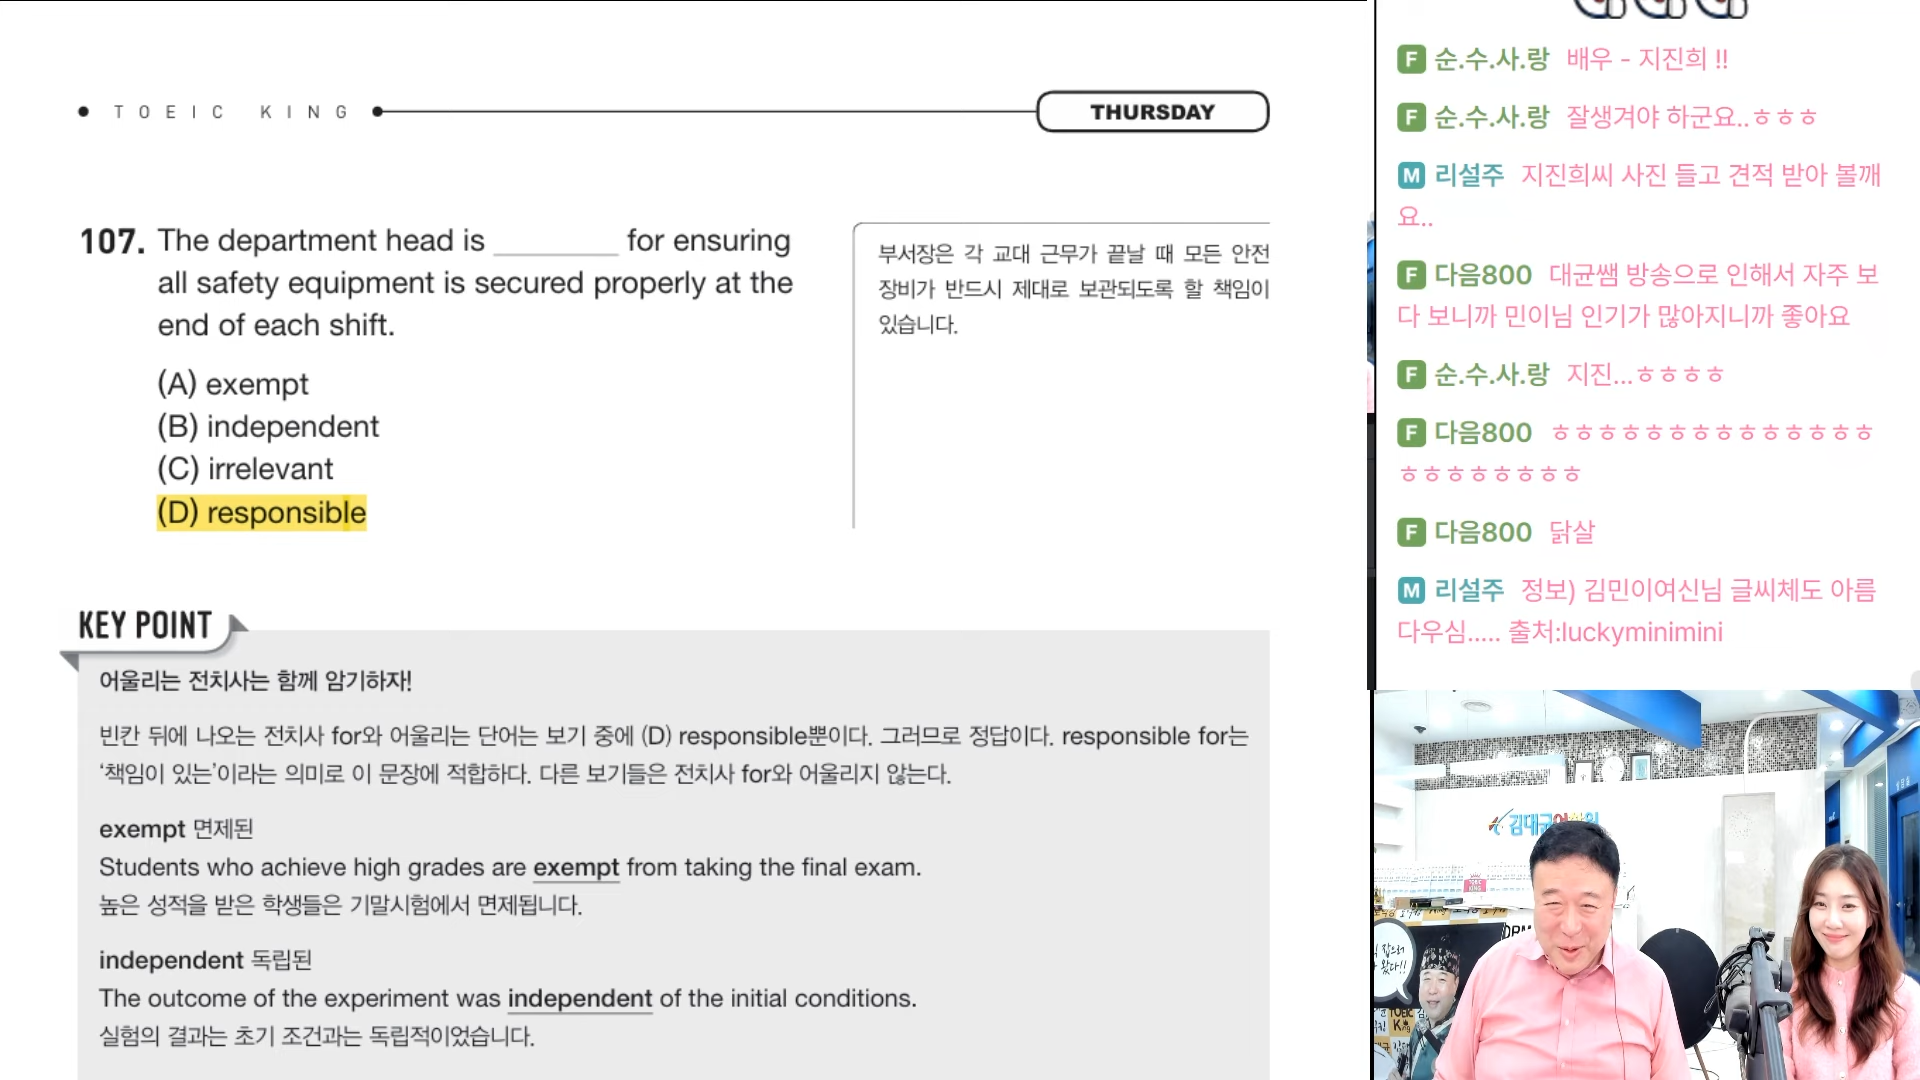 TOEIC KING
THURSDAY
107. The department head is ________ for ensuring
all safety equipment is secured properly at the
end of each shift.
(A) exempt
(B) independent
(C) irrelevant
(D) responsible
부서장은 각 교대 근무가 끝날 때 모든 안전
장비가 반드시 제대로 보관되도록 할 책임이
있습니다.
KEY POINT
어울리는 전치사는 함께 암기하자!
빈칸 뒤에 나오는 전치사 for와 어울리는 단어는 보기 중에 (D) responsible뿐이다. 그러므로 정답이다. responsible for는
‘책임이 있는’이라는 의미로 이 문장에 적합하다. 다른 보기들은 전치사 for와 어울리지 않는다.
exempt 면제된
Students who achieve high grades are exempt from taking the final exam.
높은 성적을 받은 학생들은 기말시험에서 면제됩니다.
independent 독립된
The outcome of the experiment was independent of the initial conditions.
실험의 결과는 초기 조건과는 독립적이었습니다.
F 순.수.사.랑 배우 - 지진희 !!
F 순.수.사.랑 잘생겨야 하군요..ㅎㅎㅎ
M 리설주 지진희씨 사진 들고 견적 받아 볼깨
요..
F 다음800 대균쌤 방송으로 인해서 자주 보
다 보니까 민이님 인기가 많아지니까 좋아요
F 순.수.사.랑 지진...ㅎㅎㅎㅎ
F 다음800 ㅎㅎㅎㅎㅎㅎㅎㅎㅎㅎㅎㅎㅎㅎ
ㅎㅎㅎㅎㅎㅎㅎㅎ
F 다음800 닭살
M 리설주 정보) 김민이여신님 글씨체도 아름
다우심..... 출처:luckyminimini
김대균어학원
TOEIC
KING
왔다!!
TOEIC
King